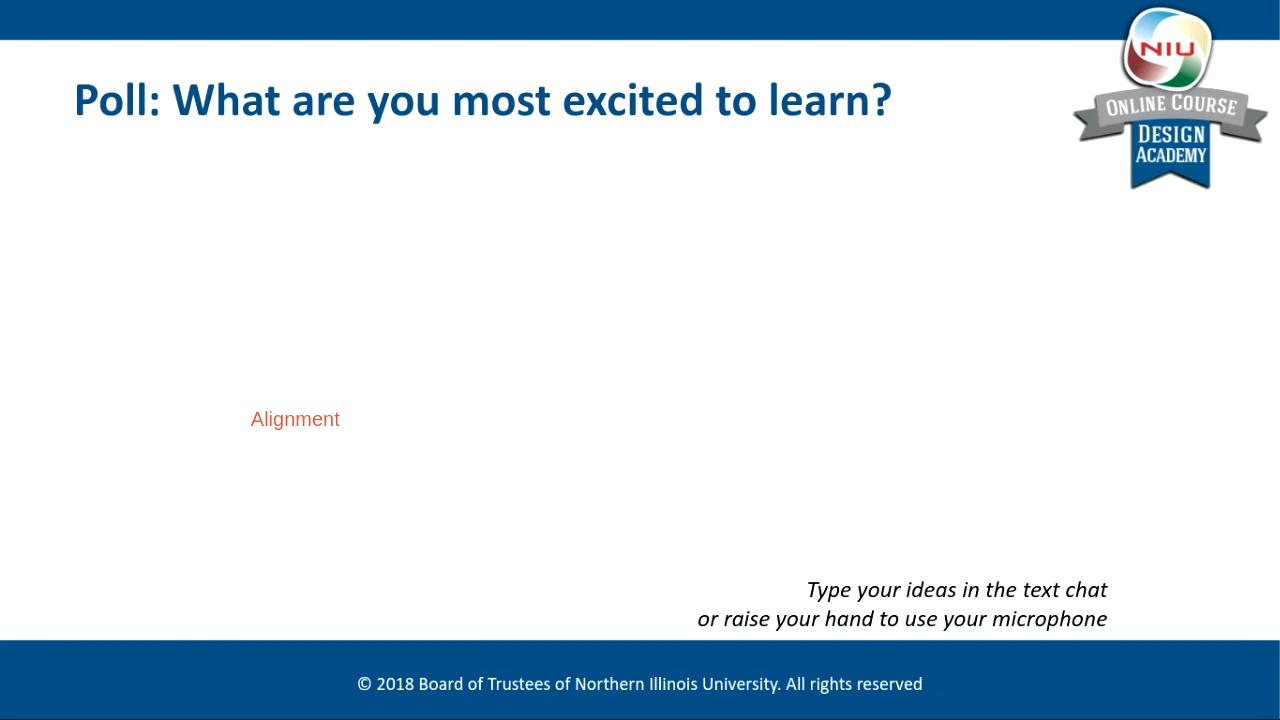 NIU
ONLINE COURSE
DESIGN
ACADEMY
Poll: What are you most excited to learn?
Alignment
Type your ideas in the text chat
or raise your hand to use your microphone
© 2018 Board of Trustees of Northern Illinois University. All rights reserved